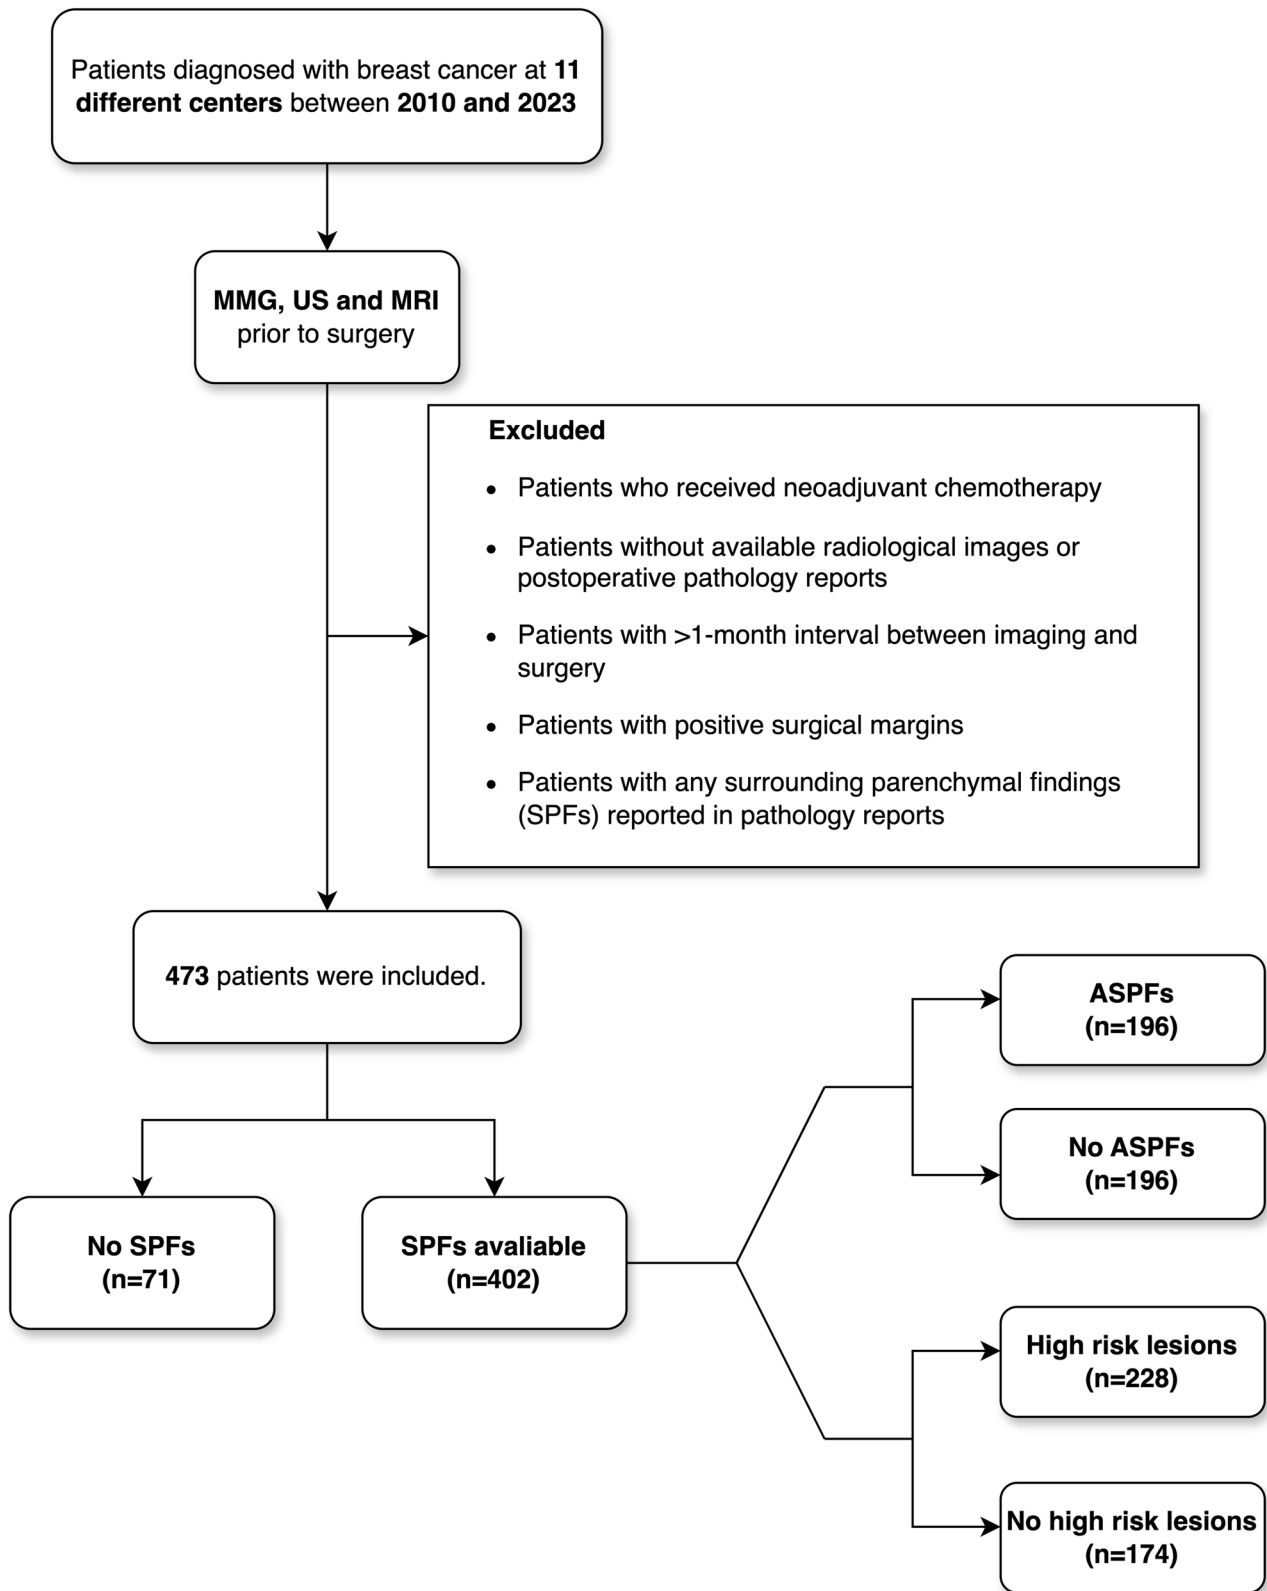 Patients diagnosed with breast cancer at 11
different centers between 2010 and 2023
MMG, US and MRI
prior to surgery
Excluded
• Patients who received neoadjuvant chemotherapy
• Patients without available radiological images or
postoperative pathology reports
• Patients with >1-month interval between imaging and
surgery
• Patients with positive surgical margins
• Patients with any surrounding parenchymal findings
(SPFs) reported in pathology reports
473 patients were included.
No SPFs
(n=71)
SPFs avaliable
(n=402)
ASPFs
(n=196)
No ASPFs
(n=196)
High risk lesions
(n=228)
No high risk lesions
(n=174)